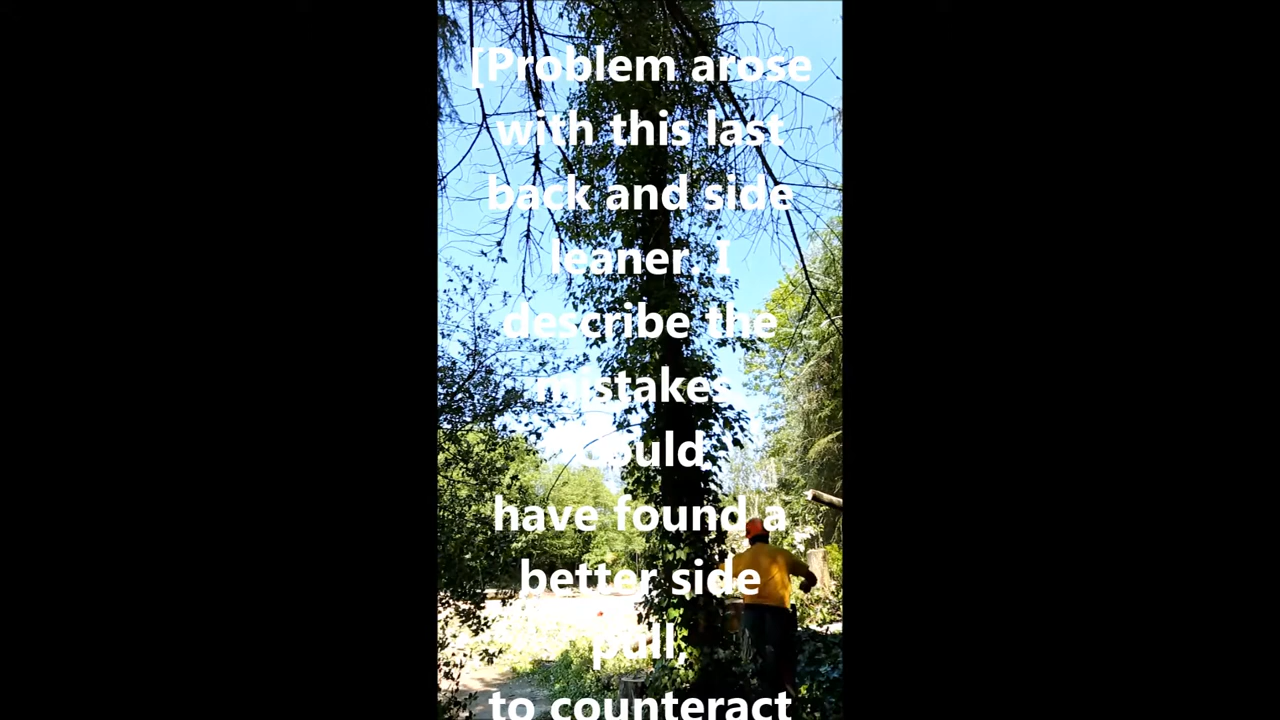 [Problem arose
with this last
back and side
leaner. I
describe the
mistakes.
Could
have found a
better side
pull,
to counteract